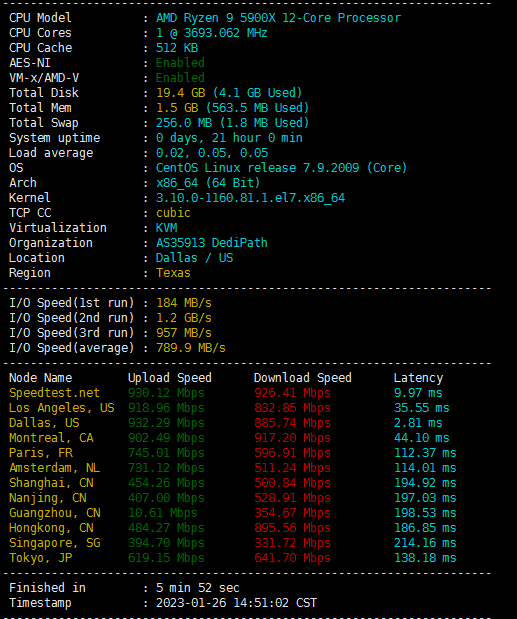 ----------------------------------------------------------------------
CPU Model : AMD Ryzen 9 5900X 12-Core Processor
CPU Cores : 1 @ 3693.062 MHz
CPU Cache : 512 KB
AES-NI : Enabled
VM-x/AMD-V : Enabled
Total Disk : 19.4 GB (4.1 GB Used)
Total Mem : 1.5 GB (563.5 MB Used)
Total Swap : 256.0 MB (1.8 MB Used)
System uptime : 0 days, 21 hour 0 min
Load average : 0.02, 0.05, 0.05
OS : CentOS Linux release 7.9.2009 (Core)
Arch : x86_64 (64 Bit)
Kernel : 3.10.0-1160.81.1.el7.x86_64
TCP CC : cubic
Virtualization : KVM
Organization : AS35913 DediPath
Location : Dallas / US
Region : Texas
----------------------------------------------------------------------
I/O Speed(1st run) : 184 MB/s
I/O Speed(2nd run) : 1.2 GB/s
I/O Speed(3rd run) : 957 MB/s
I/O Speed(average) : 789.9 MB/s
----------------------------------------------------------------------
Node Name Upload Speed Download Speed Latency
Speedtest.net 930.12 Mbps 926.41 Mbps 9.97 ms
Los Angeles, US 918.96 Mbps 832.85 Mbps 35.55 ms
Dallas, US 932.29 Mbps 885.74 Mbps 2.81 ms
Montreal, CA 902.49 Mbps 917.20 Mbps 44.10 ms
Paris, FR 745.01 Mbps 596.91 Mbps 112.37 ms
Amsterdam, NL 731.12 Mbps 511.24 Mbps 114.01 ms
Shanghai, CN 454.26 Mbps 500.84 Mbps 194.92 ms
Nanjing, CN 407.00 Mbps 528.91 Mbps 197.03 ms
Guangzhou, CN 10.61 Mbps 354.67 Mbps 198.53 ms
Hongkong, CN 484.27 Mbps 895.56 Mbps 186.85 ms
Singapore, SG 394.70 Mbps 331.72 Mbps 214.16 ms
Tokyo, JP 619.15 Mbps 641.70 Mbps 138.18 ms
----------------------------------------------------------------------
Finished in : 5 min 52 sec
Timestamp : 2023-01-26 14:51:02 CST
----------------------------------------------------------------------